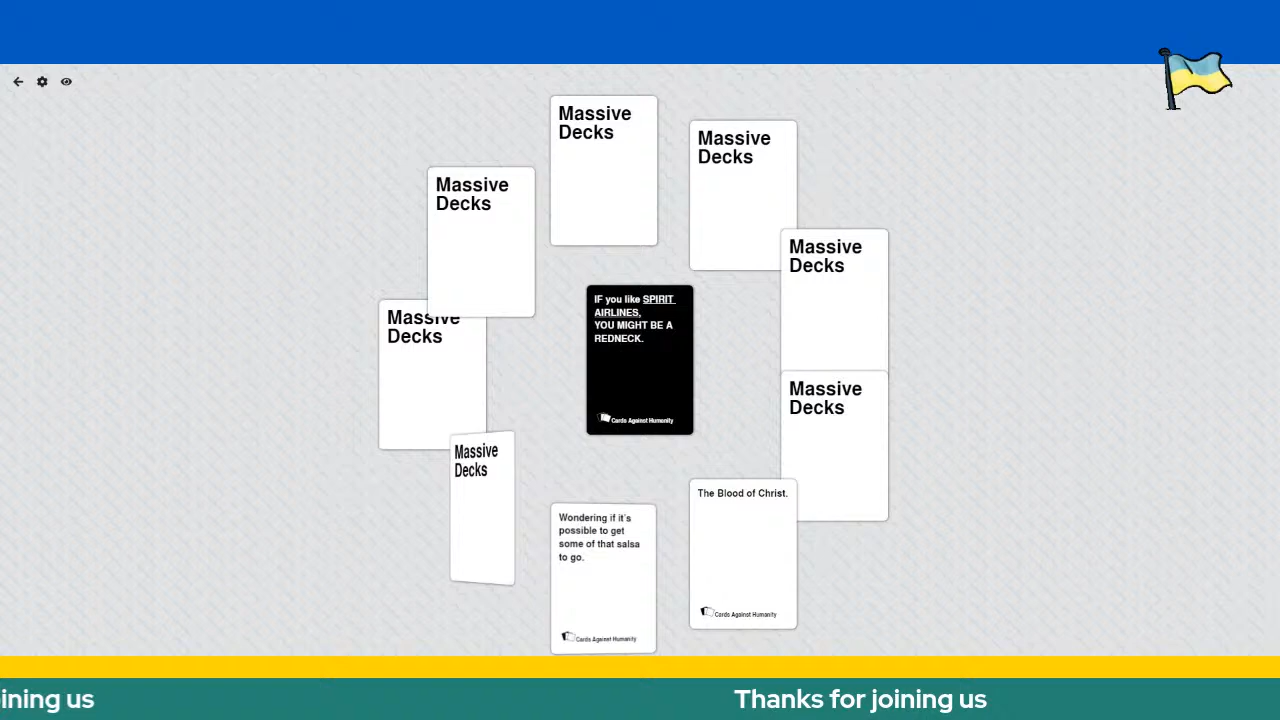 Massive
Decks
Massive
Decks
Massive
Decks
Massive
Decks
IF you like SPIRIT
AIRLINES,
YOU MIGHT BE A
REDNECK.
Cards Against Humanity
Massive
Decks
Massive
Decks
Massive
Decks
The Blood of Christ.
Cards Against Humanity
Wondering if it's
possible to get
some of that salsa
to go.
Cards Against Humanity
ining us
Thanks for joining us